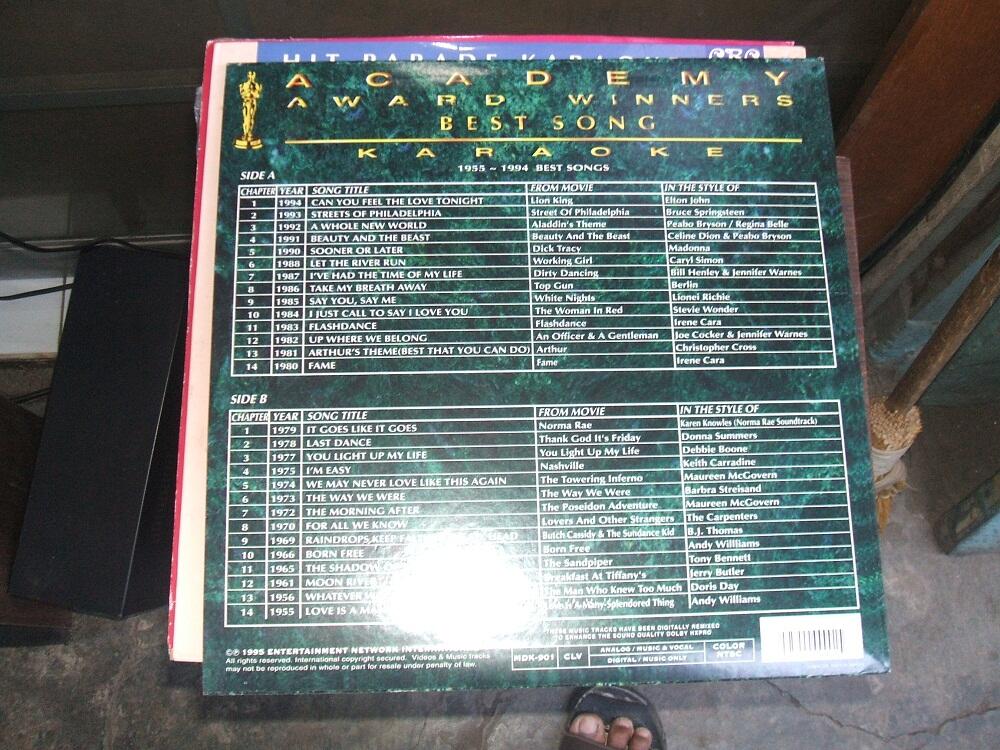 HIT PARADE KARAO
ACADEMY
AWARD WINNERS
BEST SONG
KARAOKE
1955 ~ 1994 BEST SONGS
SIDE A
CHAPTER YEAR SONG TITLE FROM MOVIE IN THE STYLE OF
1 1994 CAN YOU FEEL THE LOVE TONIGHT Lion King Elton John
2 1993 STREETS OF PHILADELPHIA Street Of Philadelphia Bruce Springsteen
3 1992 A WHOLE NEW WORLD Aladdin's Theme Peabo Bryson / Regina Belle
4 1991 BEAUTY AND THE BEAST Beauty And The Beast Celine Dion & Peabo Bryson
5 1990 SOONER OR LATER Dick Tracy Madonna
6 1988 LET THE RIVER RUN Working Girl Caryl Simon
7 1987 I'VE HAD THE TIME OF MY LIFE Dirty Dancing Bill Henley & Jennifer Warnes
8 1986 TAKE MY BREATH AWAY Top Gun Berlin
9 1985 SAY YOU, SAY ME White Nights Lionei Richie
10 1984 I JUST CALL TO SAY I LOVE YOU The Woman In Red Stevie Wonder
11 1983 FLASHDANCE Flashdance Irene Cara
12 1982 UP WHERE WE BELONG An Officer & A Gentleman Joe Cocker & Jennifer Warnes
13 1981 ARTHUR'S THEME(BEST THAT YOU CAN DO) Arthur Christopher Cross
14 1980 FAME Fame Irene Cara
SIDE B
CHAPTER YEAR SONG TITLE FROM MOVIE IN THE STYLE OF
1 1979 IT GOES LIKE IT GOES Norma Rae Karen Knowles (Norma Rae Soundtrack)
2 1978 LAST DANCE Thank God It's Friday Donna Summers
3 1977 YOU LIGHT UP MY LIFE You Light Up My Life Debbie Boone
4 1975 I'M EASY Nashville Keith Carradine
5 1974 WE MAY NEVER LOVE LIKE THIS AGAIN The Towering Inferno Maureen McGovern
6 1973 THE WAY WE WERE The Way We Were Barbra Streisand
7 1972 THE MORNING AFTER The Poseidon Adventure Maureen McGovern
8 1970 FOR ALL WE KNOW Lovers And Other Strangers The Carpenters
9 1969 RAINDROPS KEEP HEAD Butch Cassidy & The Sundance Kid B.J. Thomas
10 1966 BORN FREE Born Free Andy Williams
11 1965 THE SHADOW The Sandpiper Tony Bennett
12 1961 MOON RIVER Breakfast At Tiffany's Jerry Butler
13 1956 WHATEVER The Man Who Knew Too Much Doris Day
14 1955 LOVE IS A A Many-Splendored Thing Andy Williams
THESE MUSIC TRACKS HAVE BEEN DIGITALLY REMIXED
TO ENHANCE THE SOUND QUALITY DOLBY HXPRO
©℗ 1995 ENTERTAINMENT NETWORK
All rights reserved. International copyright secured. Videos & Music tracks
may not be reproduced in whole or part for resale under penalty of law.
MDK-901 CLV ANALOG / MUSIC & VOCAL
DIGITAL / MUSIC ONLY
COLOR
NTSC